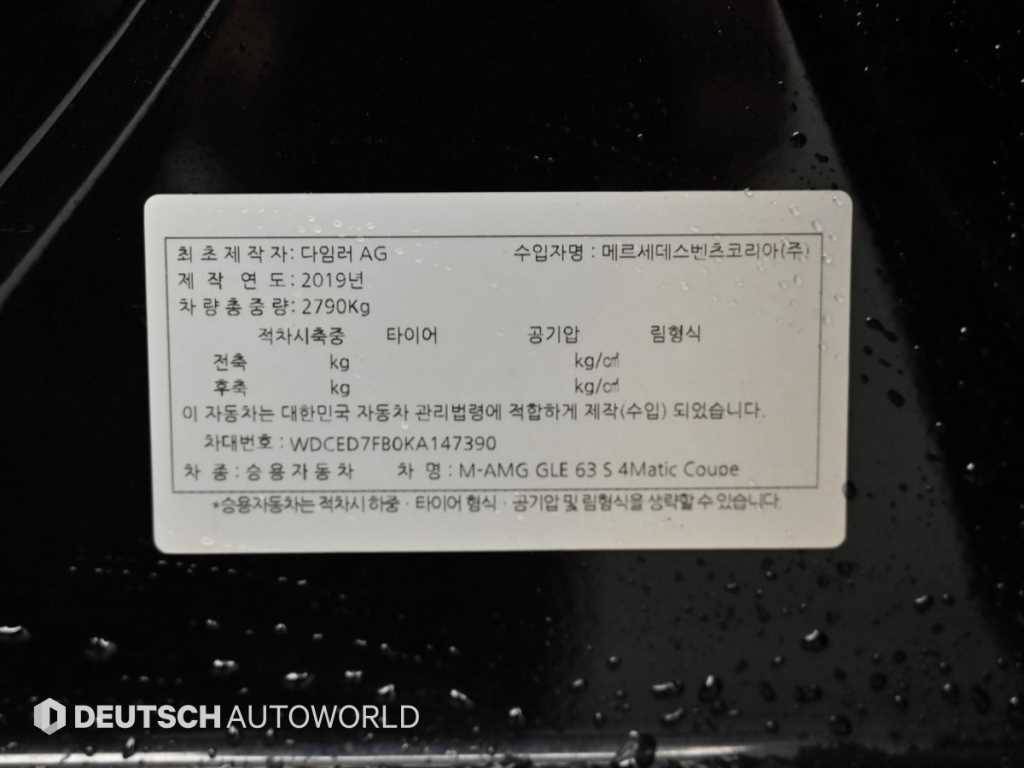 최 초 제 작 자: 다임러 AG 수입자명 : 메르세데스벤츠코리아(주)
제 작 연 도: 2019년
차 량 총 중 량: 2790Kg
적차시축중 타이어 공기압 림형식
전축 kg kg/㎠
후축 kg kg/㎠
이 자동차는 대한민국 자동차 관리법령에 적합하게 제작(수입) 되었습니다.
차대번호 : WDCED7FB0KA147390
차 종 : 승용자동차 차 명 : M-AMG GLE 63 S 4Matic Coupe
*승용자동차는 적차시 하중 · 타이어 형식 · 공기압 및 림형식을 생략할 수 있습니다.
DEUTSCH AUTOWORLD